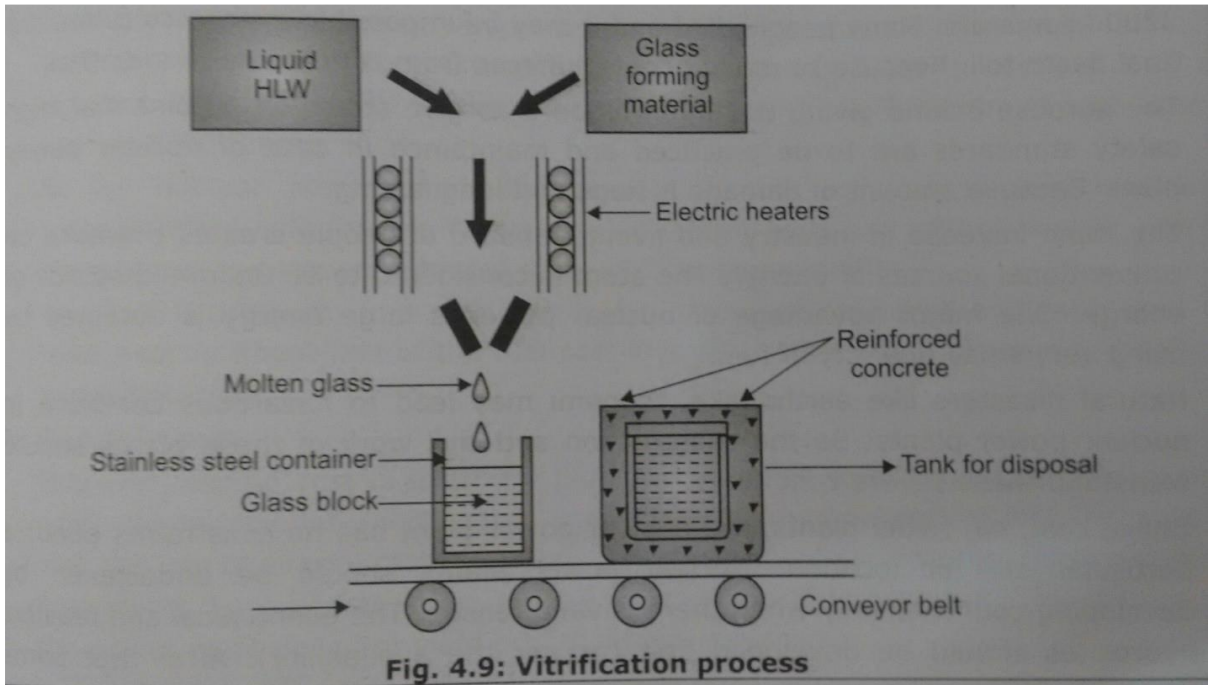 Liquid
HLW
Glass
forming
material
Electric heaters
Reinforced
concrete
Molten glass
Stainless steel container
Tank for disposal
Glass block
Conveyor belt
Fig. 4.9: Vitrification process